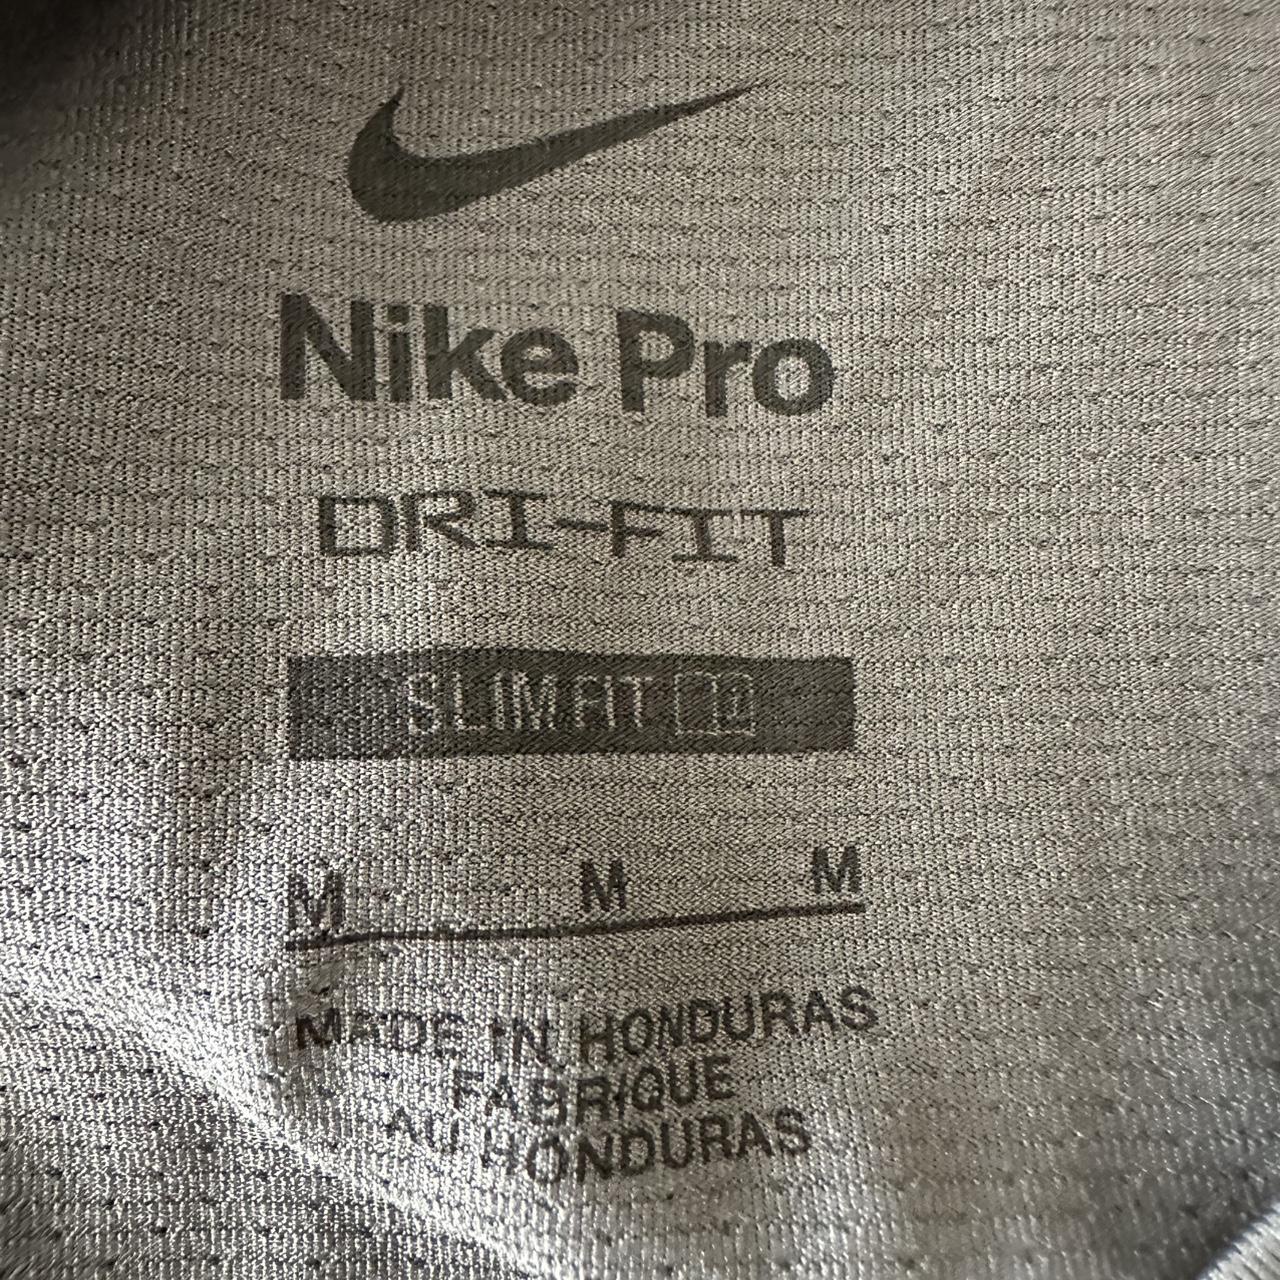 Nike Pro
DRI-FIT
SLIM FIT
M M M
MADE IN HONDURAS
FABRIQUE
AU HONDURAS